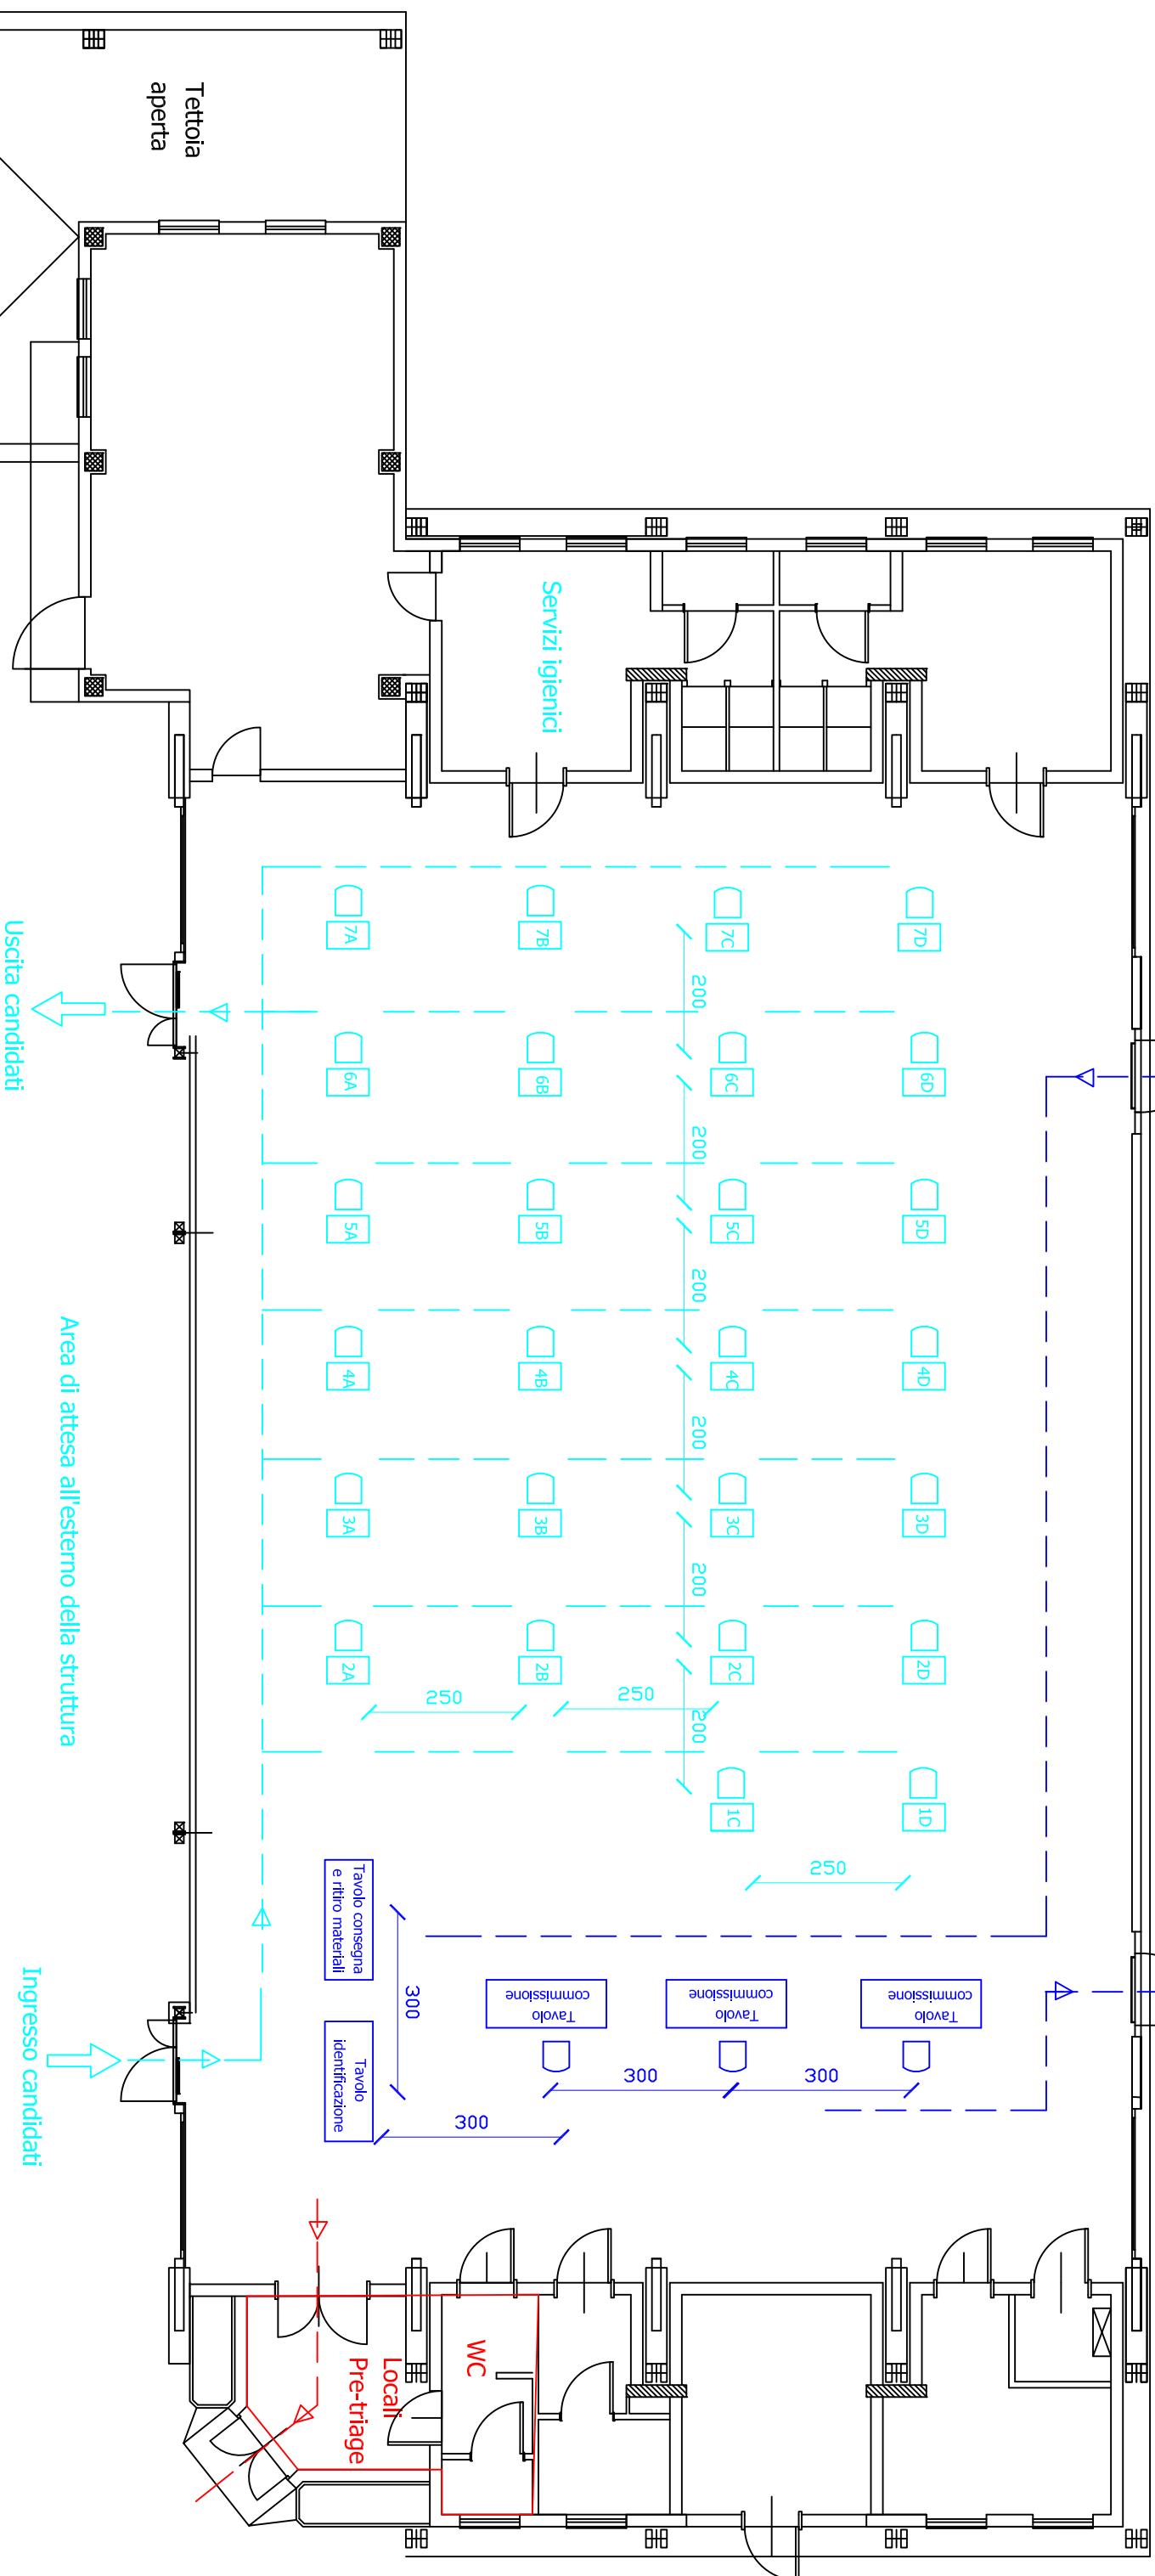 Tettoia
aperta
Servizi igienici
7A
7B
7C
7D
200
Uscita candidati
6A
6B
6C
6D
200
5A
5B
5C
5D
200
Area di attesa all'esterno della struttura
4A
4B
4C
4D
200
3A
3B
3C
3D
200
2A
2B
2C
2D
250
250
200
1C
1D
250
Tavolo consegna
e ritiro materiali
300
Tavolo
commissione
Tavolo
commissione
Tavolo
commissione
Ingresso candidati
Tavolo
identificazione
300
300
300
WC
Locali
Pre-triage